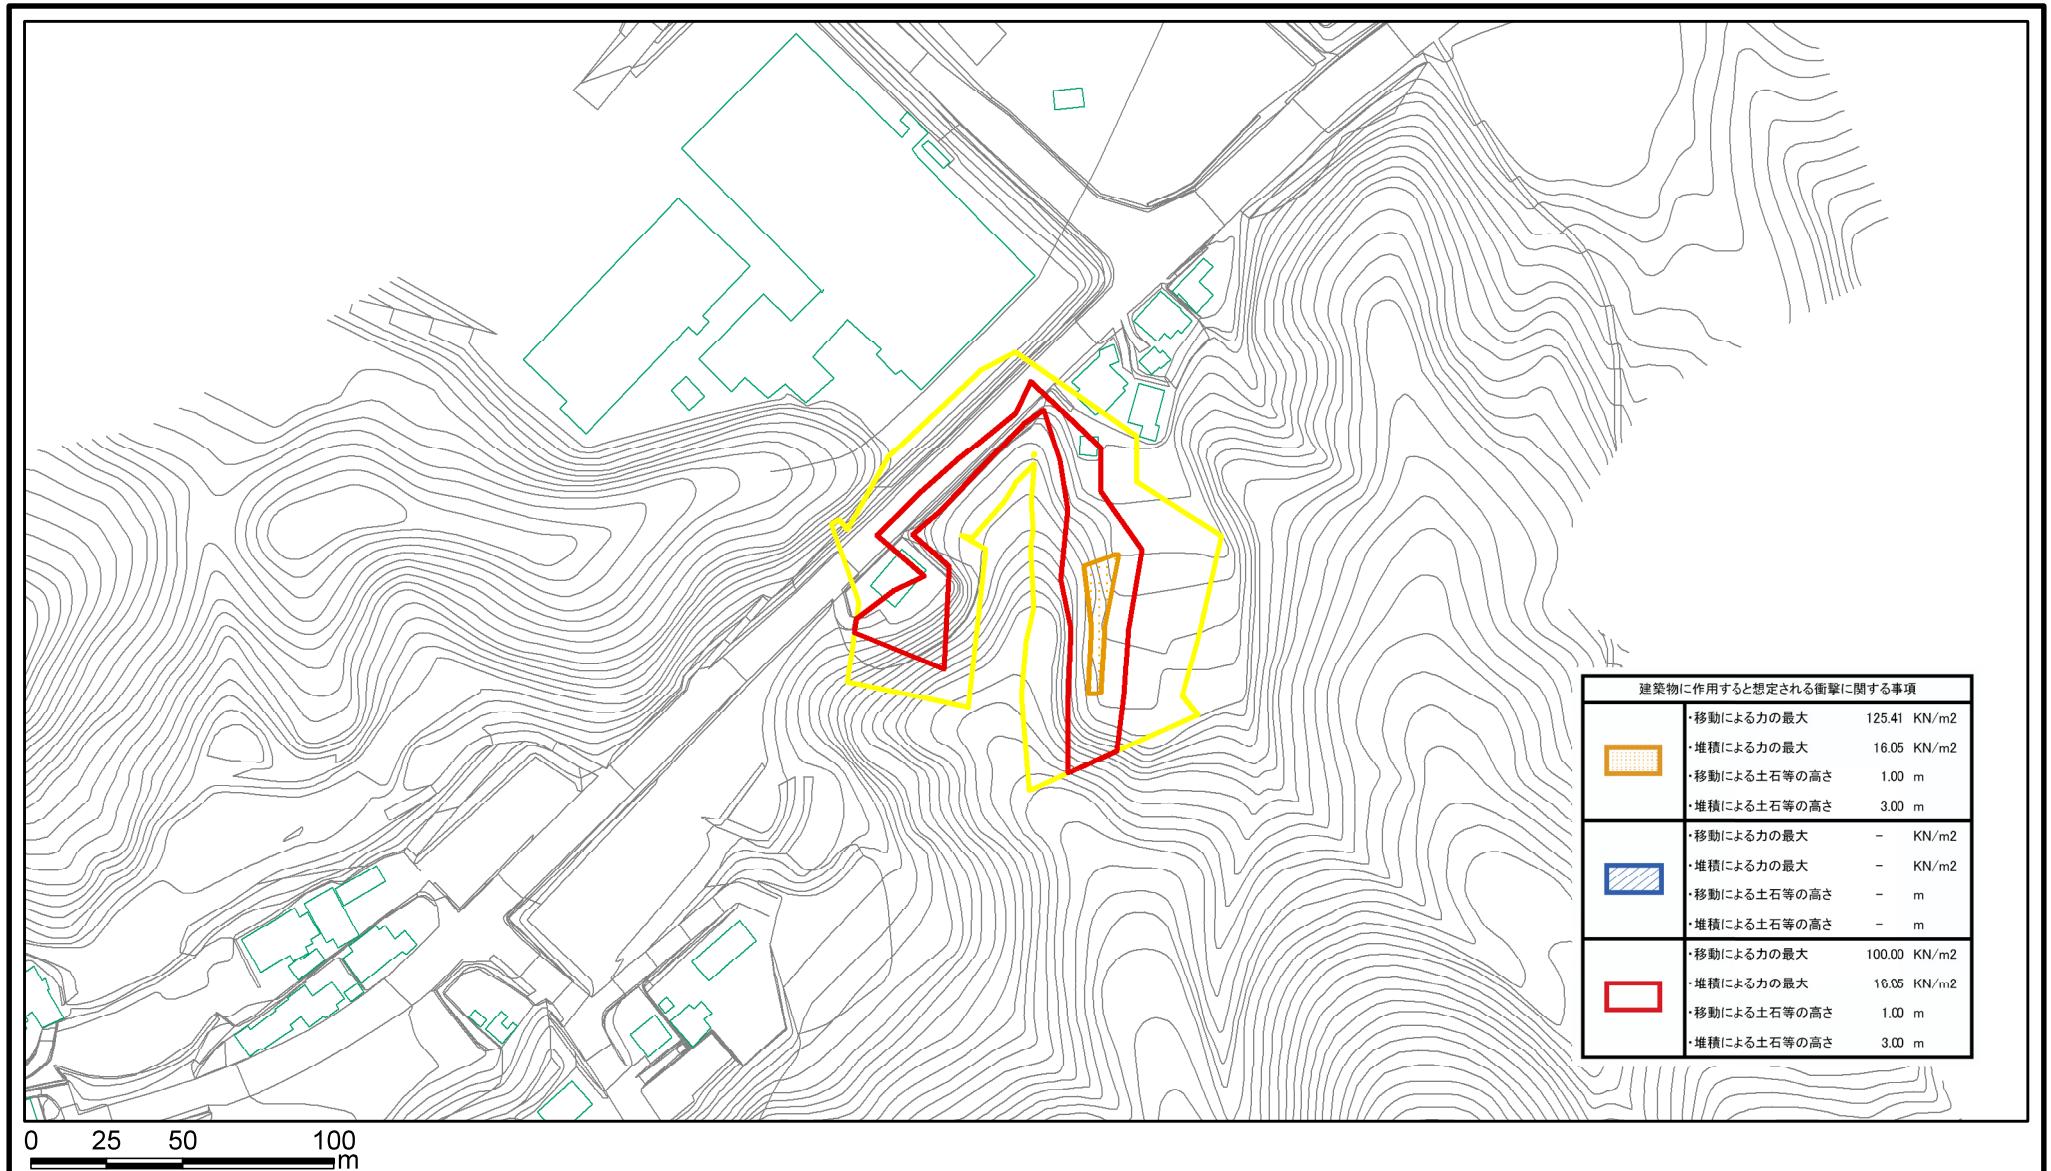 建築物に作用すると想定される衝撃に関する事項
・移動による力の最大 125.41 KN/m2
・堆積による力の最大 16.05 KN/m2
・移動による土石等の高さ 1.00 m
・堆積による土石等の高さ 3.00 m
・移動による力の最大 - KN/m2
・堆積による力の最大 - KN/m2
・移動による土石等の高さ - m
・堆積による土石等の高さ - m
・移動による力の最大 100.00 KN/m2
・堆積による力の最大 16.05 KN/m2
・移動による土石等の高さ 1.00 m
・堆積による土石等の高さ 3.00 m
0 25 50 100
m